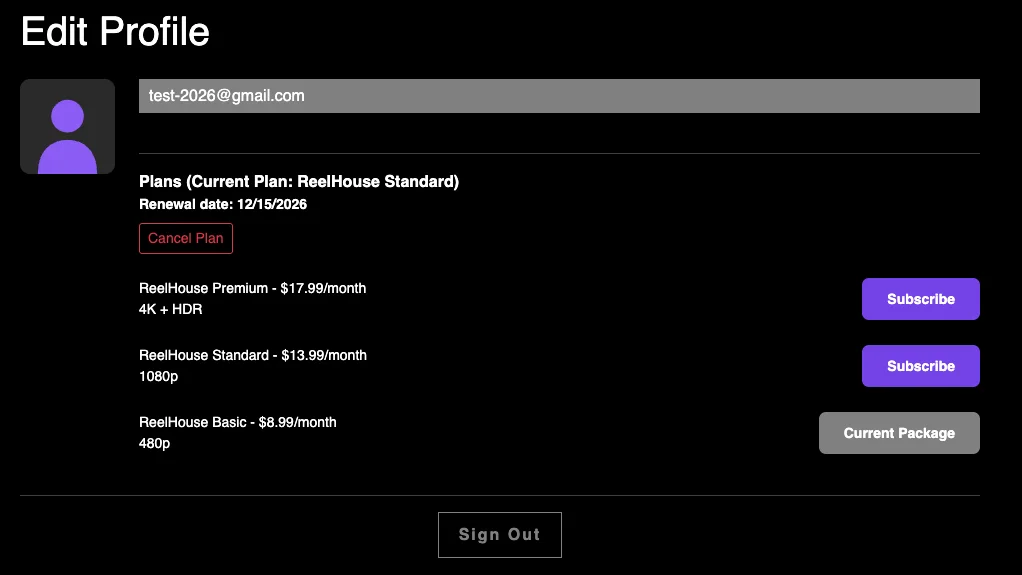 Edit Profile
test-2026@gmail.com
Plans (Current Plan: ReelHouse Standard)
Renewal date: 12/15/2026
Cancel Plan
ReelHouse Premium - $17.99/month
4K + HDR
Subscribe
ReelHouse Standard - $13.99/month
1080p
Subscribe
ReelHouse Basic - $8.99/month
480p
Current Package
Sign Out